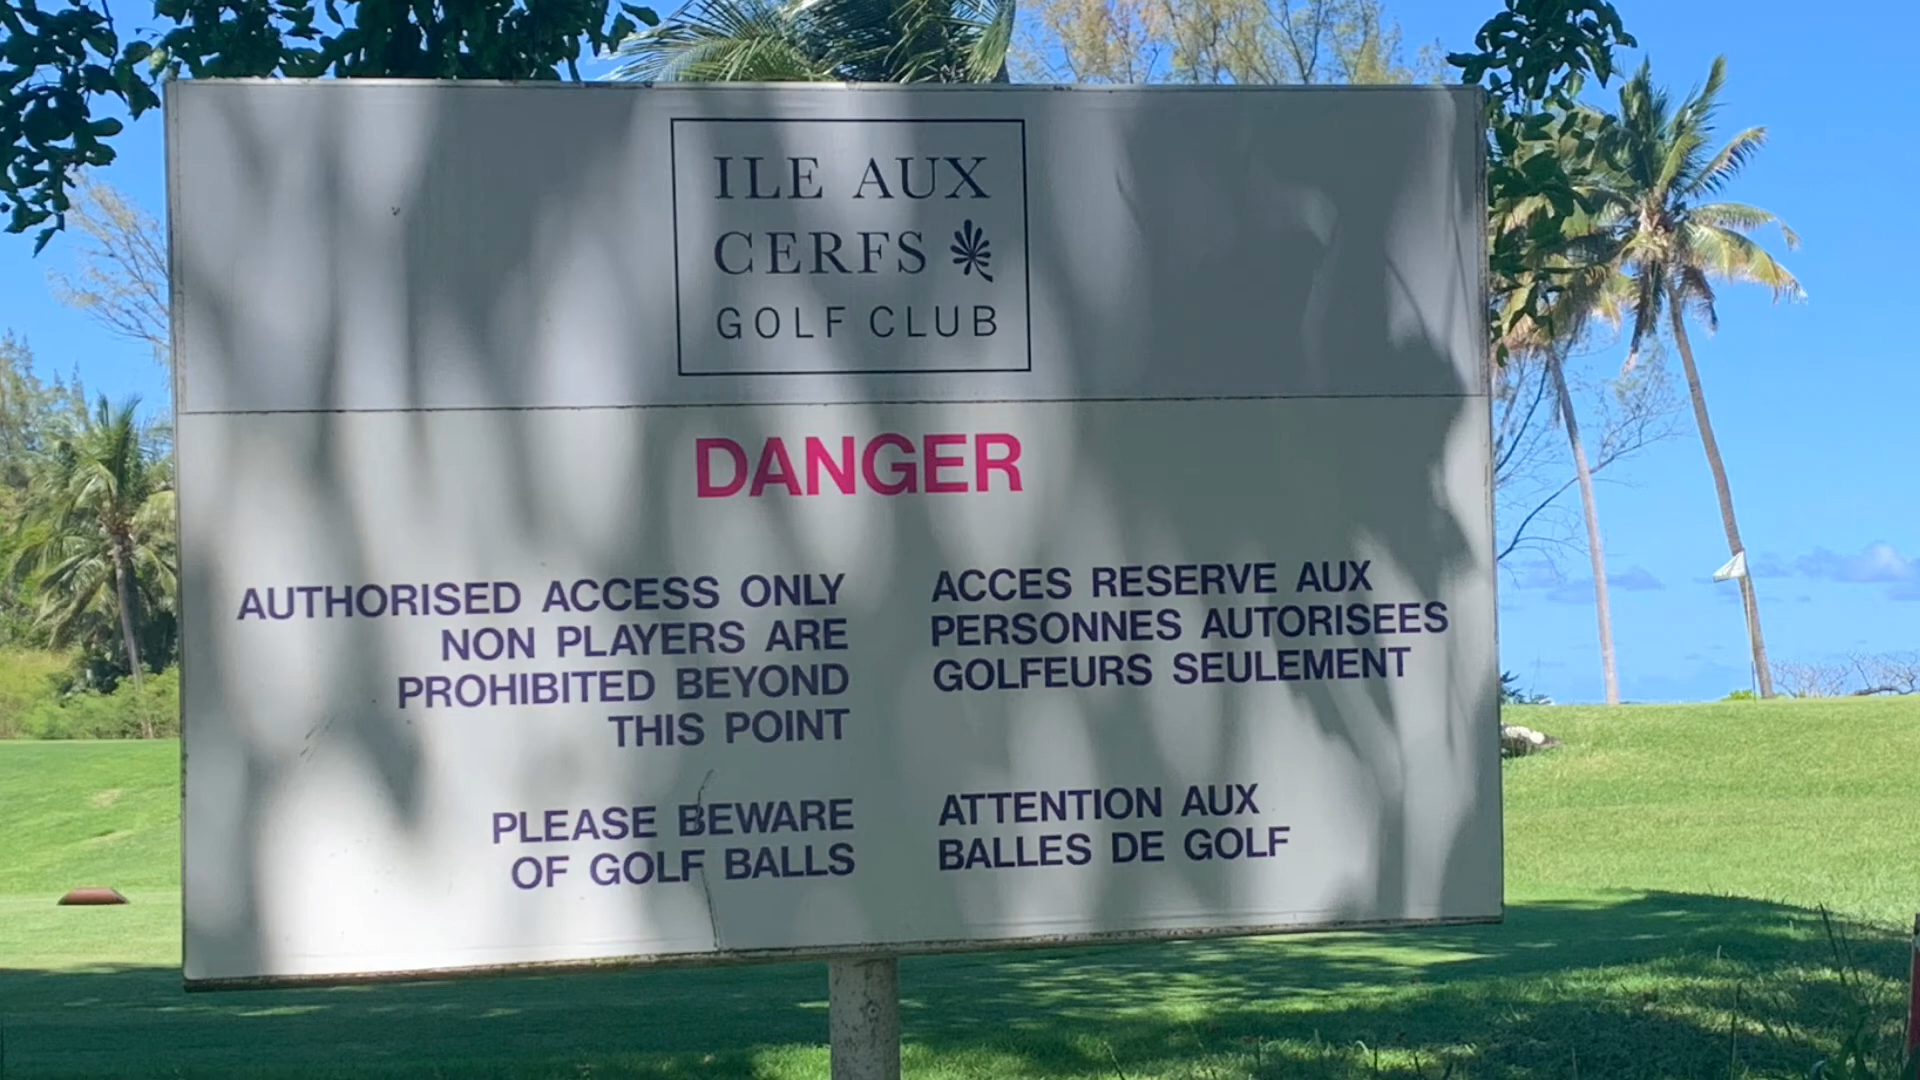 ILE AUX
CERFS
GOLF CLUB
DANGER
AUTHORISED ACCESS ONLY
NON PLAYERS ARE
PROHIBITED BEYOND
THIS POINT
PLEASE BEWARE
OF GOLF BALLS
ACCES RESERVE AUX
PERSONNES AUTORISEES
GOLFEURS SEULEMENT
ATTENTION AUX
BALLES DE GOLF